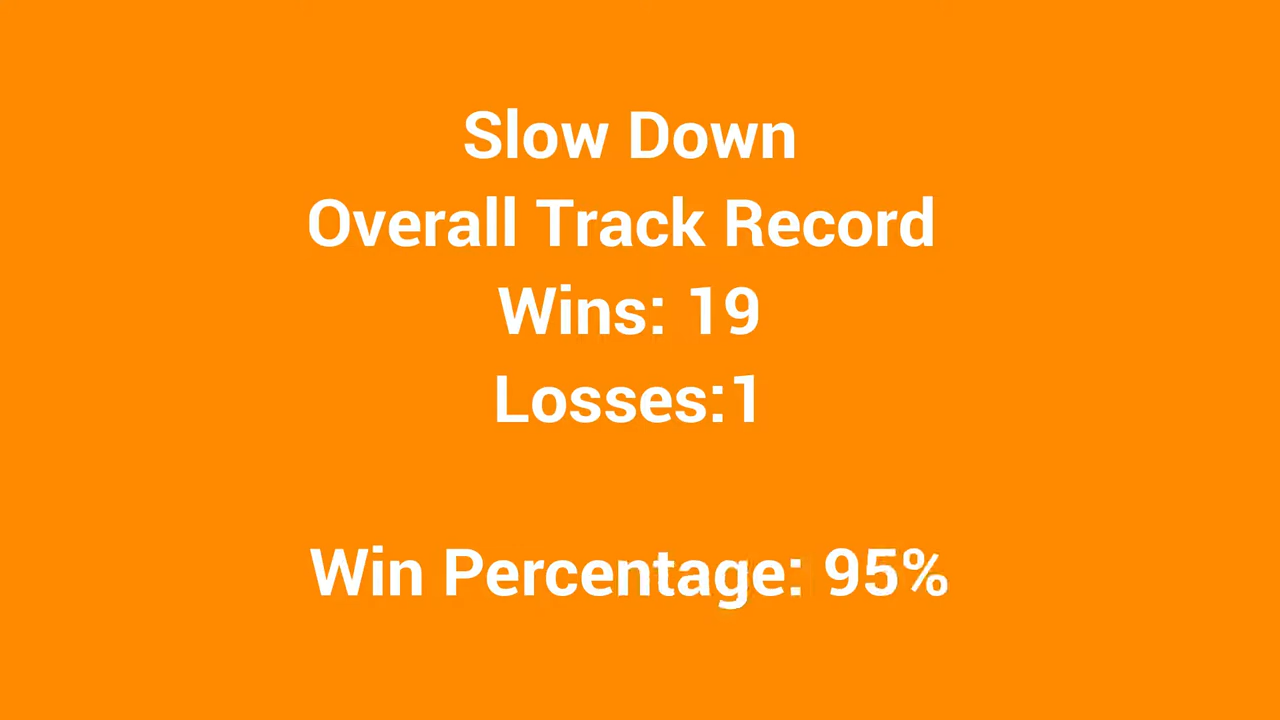 Slow Down
Overall Track Record
Wins: 19
Losses:1
Win Percentage: 95%